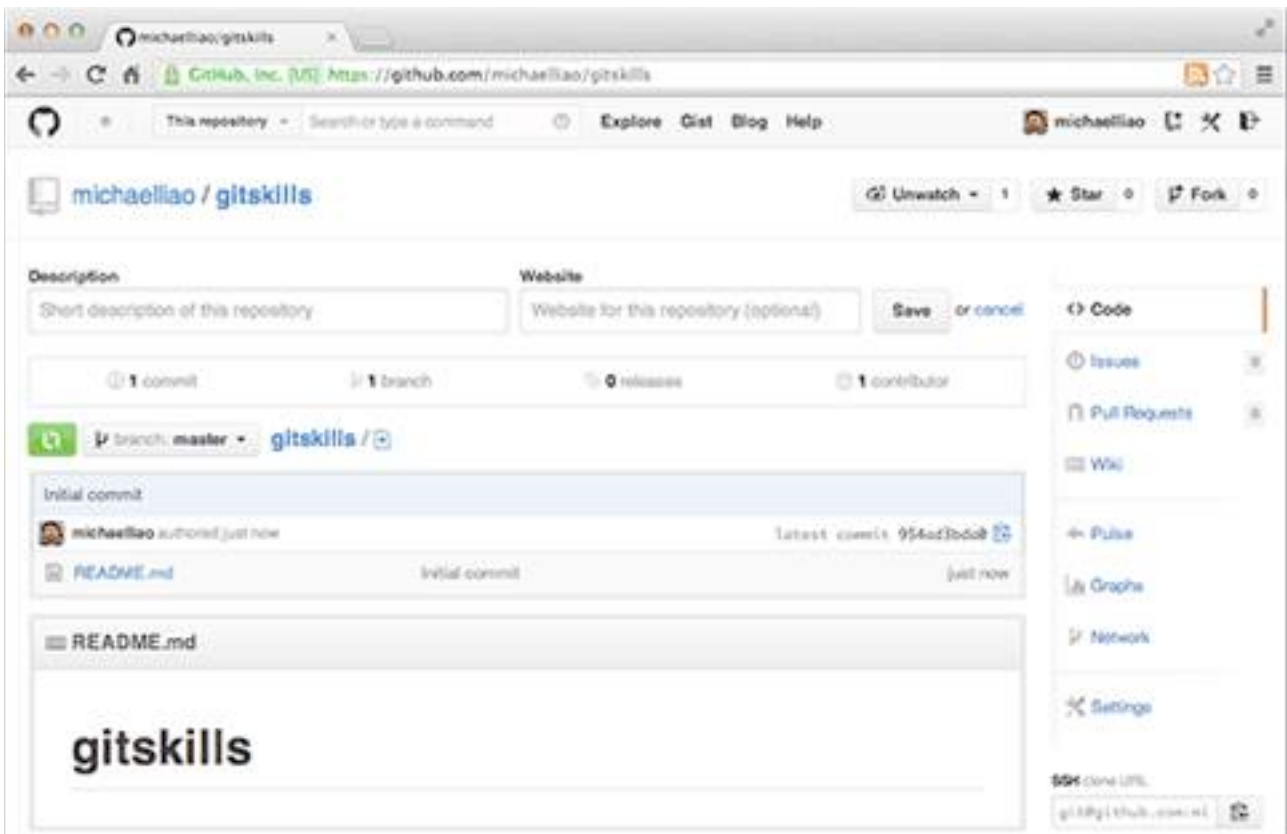 michaelliao/gitskills
GitHub, Inc. [US] https://github.com/michaelliao/gitskills
This repository Search or type a command Explore Gist Blog Help michaelliao
michaelliao / gitskills Unwatch 1 Star 0 Fork 0
Description Website
Short description of this repository Website for this repository (optional) Save or cancel
<> Code
1 commit 1 branch 0 releases 1 contributor
Issues 0
Pull Requests 0
branch: master gitskills /
Wiki
Initial commit
michaelliao authored just now latest commit
Pulse
README.md Initial commit just now
Graphs
README.md
Network
gitskills
Settings
SSH clone URL
git@github.com:mi